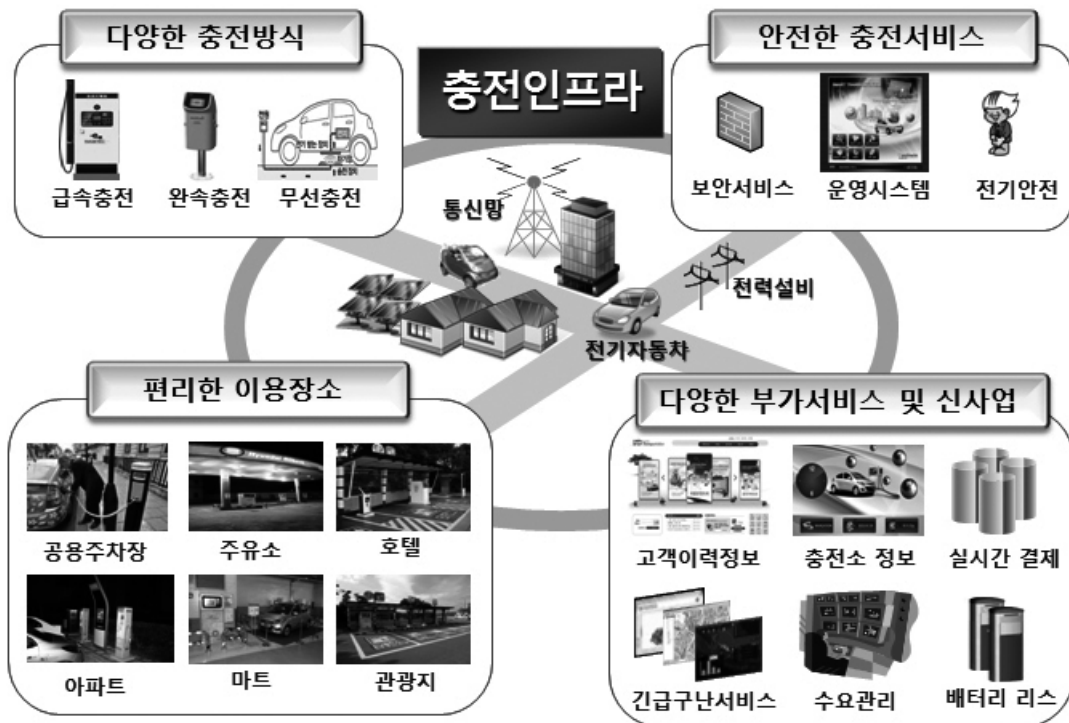 다양한 충전방식
급속충전
완속충전
무선충전
충전인프라
안전한 충전서비스
보안서비스
운영시스템
전기안전
통신망
전력설비
전기자동차
편리한 이용장소
공용주차장
주유소
호텔
아파트
마트
관광지
다양한 부가서비스 및 신사업
고객이력정보
충전소 정보
실시간 결제
긴급구난서비스
수요관리
배터리 리스